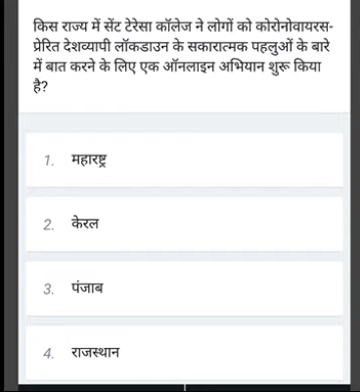 किस राज्य में सेंट टेरेसा कॉलेज ने लोगों को कोरोनोवायरस-
प्रेरित देशव्यापी लॉकडाउन के सकारात्मक पहलुओं के बारे
में बात करने के लिए एक ऑनलाइन अभियान शुरू किया
है?
1. महाराष्ट्र
2. केरल
3. पंजाब
4. राजस्थान